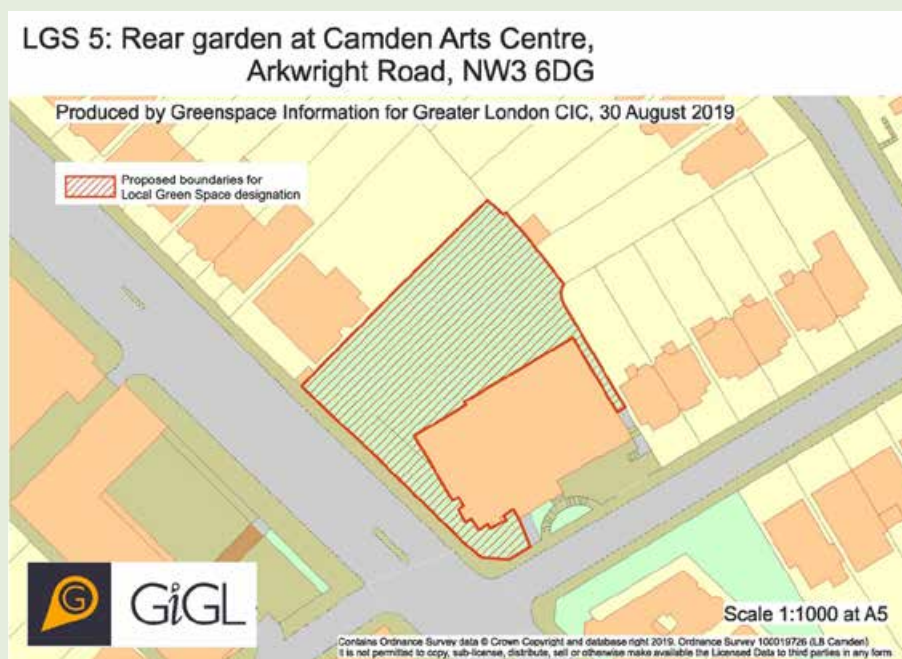 LGS 5: Rear garden at Camden Arts Centre,
Arkwright Road, NW3 6DG
Produced by Greenspace Information for Greater London CIC, 30 August 2019
Proposed boundaries for
Local Green Space designation
G
GiGL
Scale 1:1000 at A5
Contains Ordnance Survey data © Crown Copyright and database right 2019. Ordnance Survey 100019726 (LB Camden)
It is not permitted to copy, sub-license, distribute, sell or otherwise make available the Licensed Data to third parties in any form